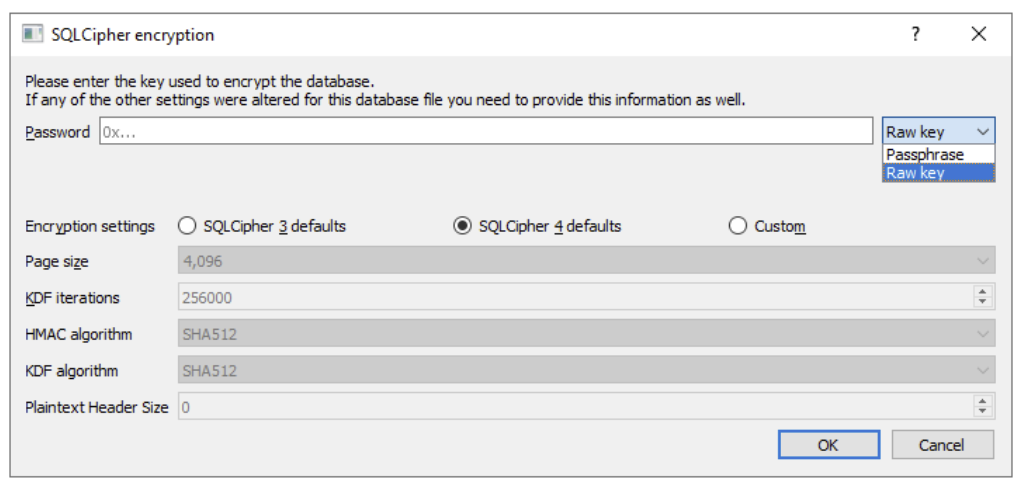 SQLCipher encryption
?
Please enter the key used to encrypt the database.
If any of the other settings were altered for this database file you need to provide this information as well.
Password 0x... Raw key
Passphrase
Raw key
Encryption settings SQLCipher 3 defaults SQLCipher 4 defaults Custom
Page size 4,096
KDF iterations 256000
HMAC algorithm SHA512
KDF algorithm SHA512
Plaintext Header Size 0
OK Cancel